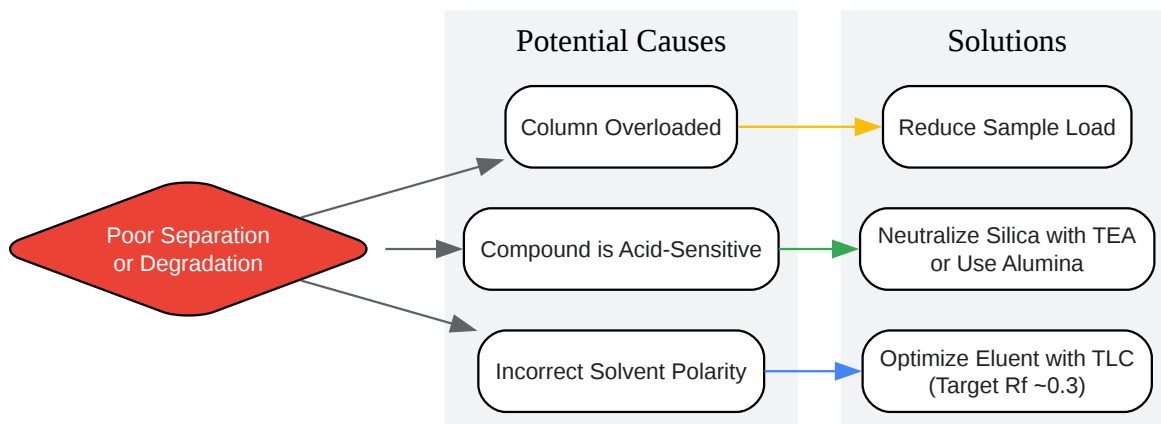 Potential Causes
Solutions
Column Overloaded
Reduce Sample Load
Poor Separation
or Degradation
Compound is Acid-Sensitive
Neutralize Silica with TEA
or Use Alumina
Incorrect Solvent Polarity
Optimize Eluent with TLC
(Target Rf ~0.3)